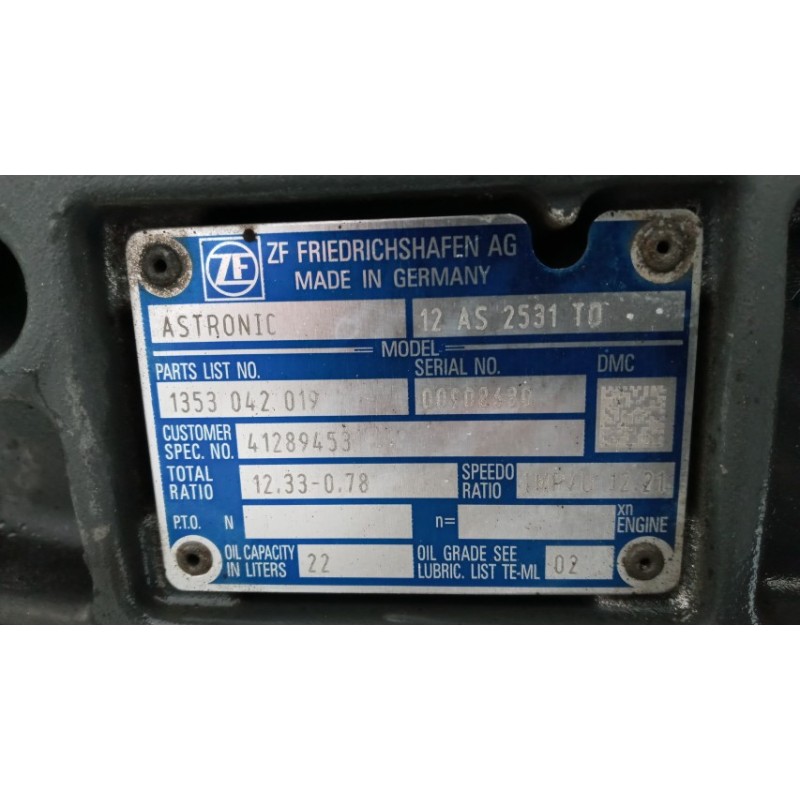 ZF FRIEDRICHSHAFEN AG
MADE IN GERMANY
ASTRONIC 12 AS 2531 TO
MODEL
PARTS LIST NO. SERIAL NO. DMC
1353 042 019
CUSTOMER SPEC. NO. 41289453
TOTAL RATIO 12.33-0.78 SPEEDO RATIO 12.21
P.T.O. N n= xn ENGINE
OIL CAPACITY IN LITERS 22 OIL GRADE SEE LUBRIC. LIST TE-ML 02